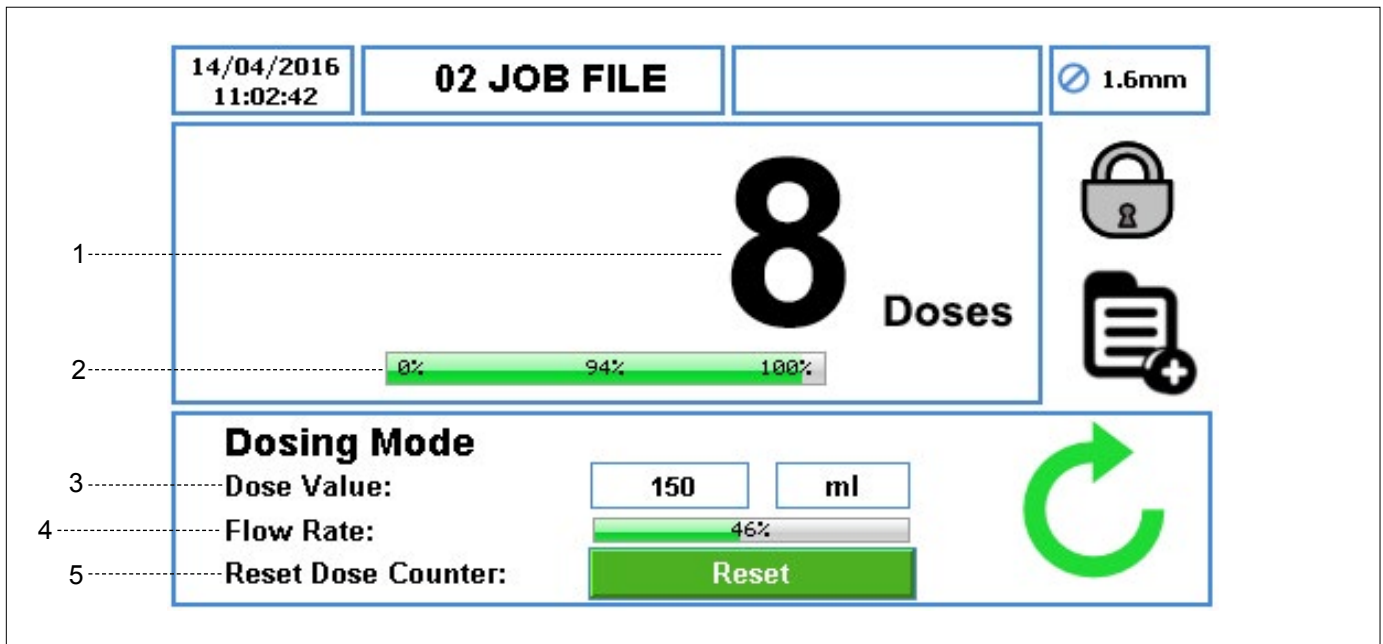 14/04/2016
11:02:42
02 JOB FILE
1.6mm
1
8
Doses
2
0% 94% 100%
Dosing Mode
3
Dose Value: 150 ml
4
Flow Rate: 46%
5
Reset Dose Counter: Reset